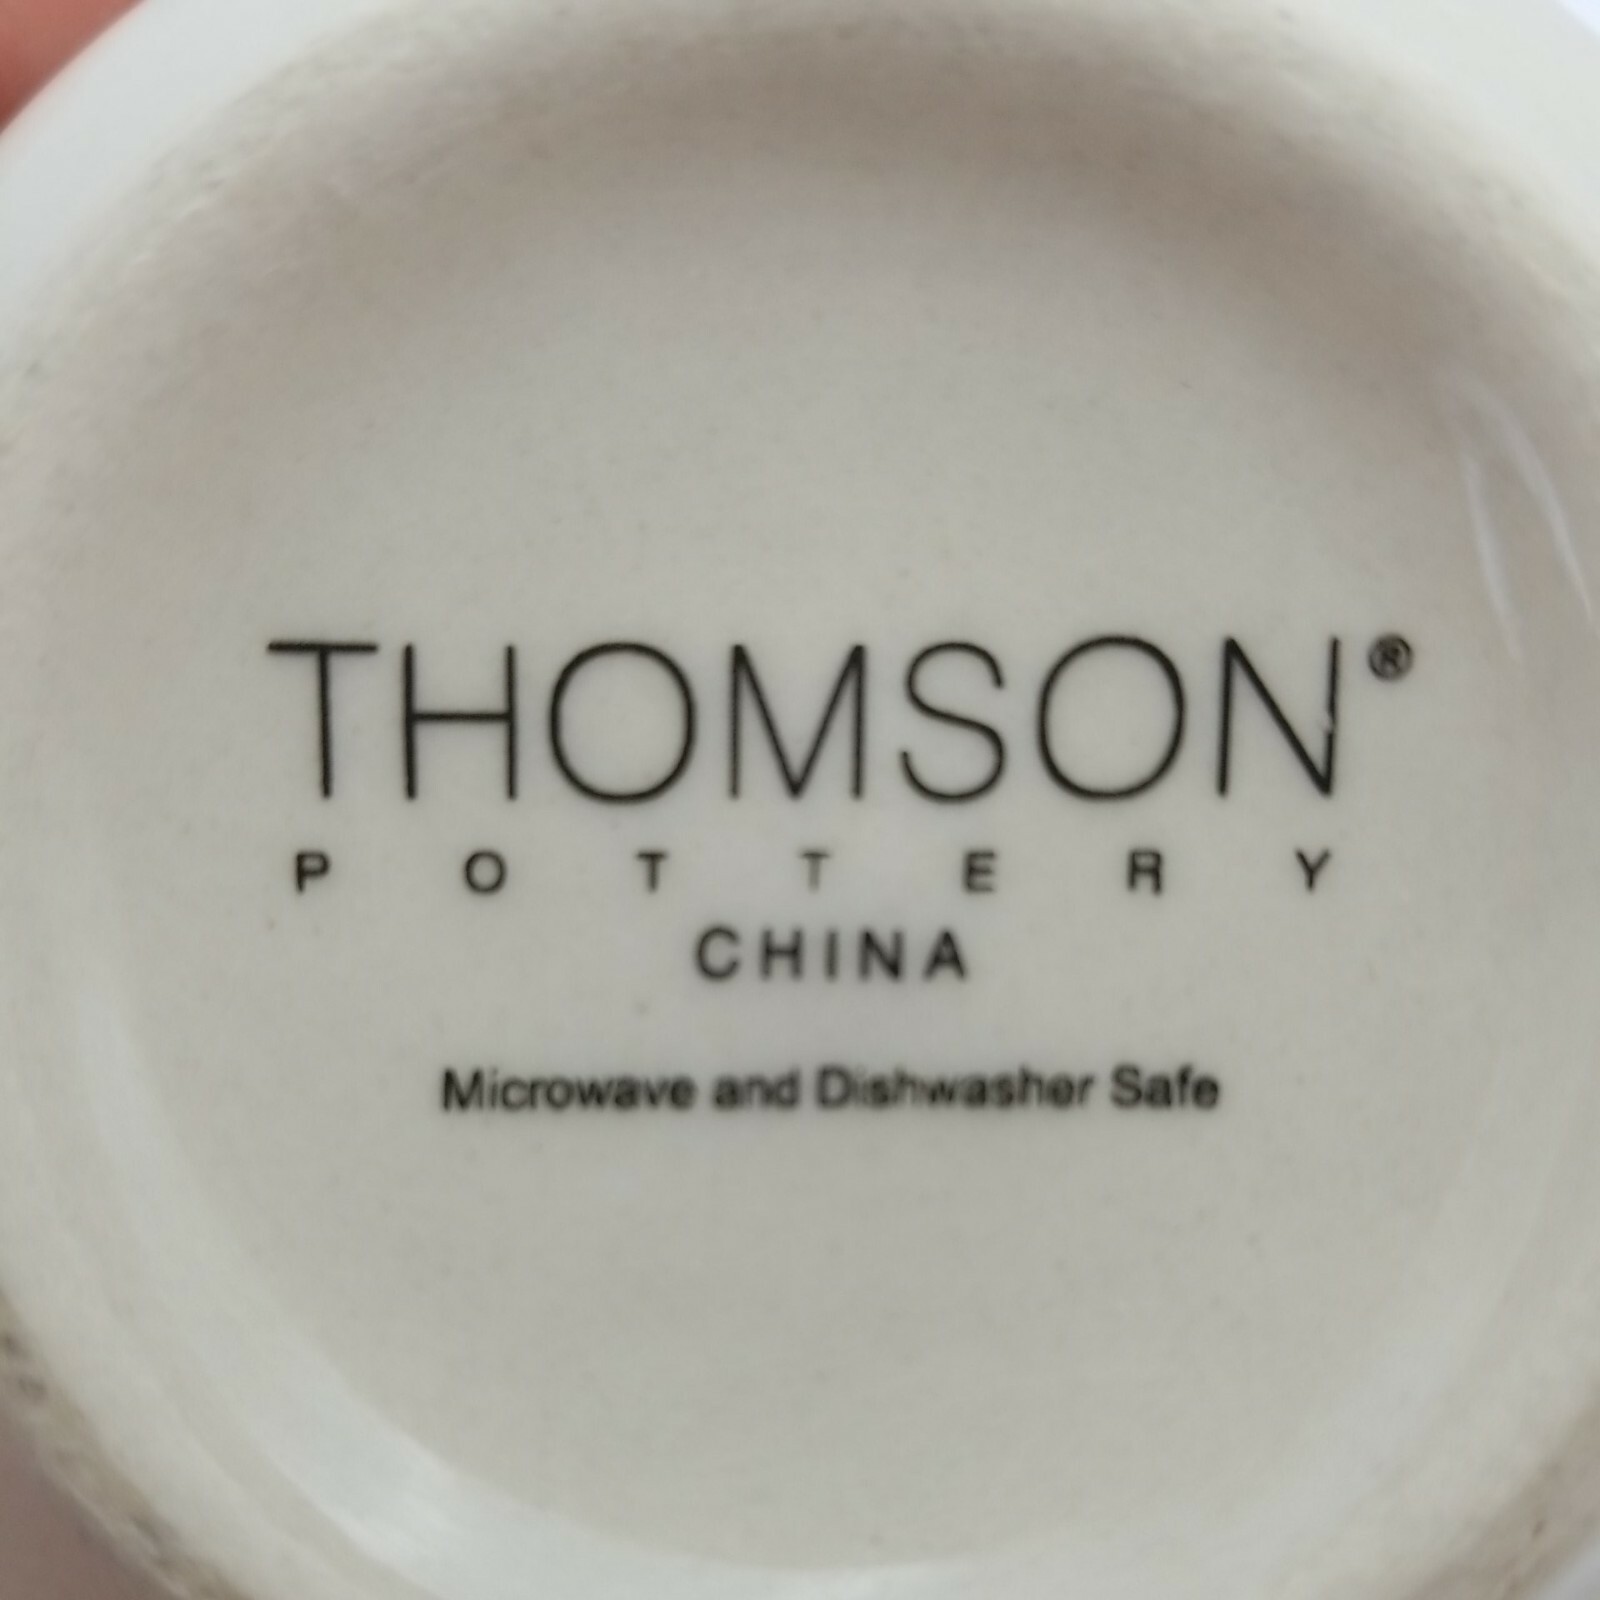 THOMSON®
POTTERY
CHINA
Microwave and Dishwasher Safe